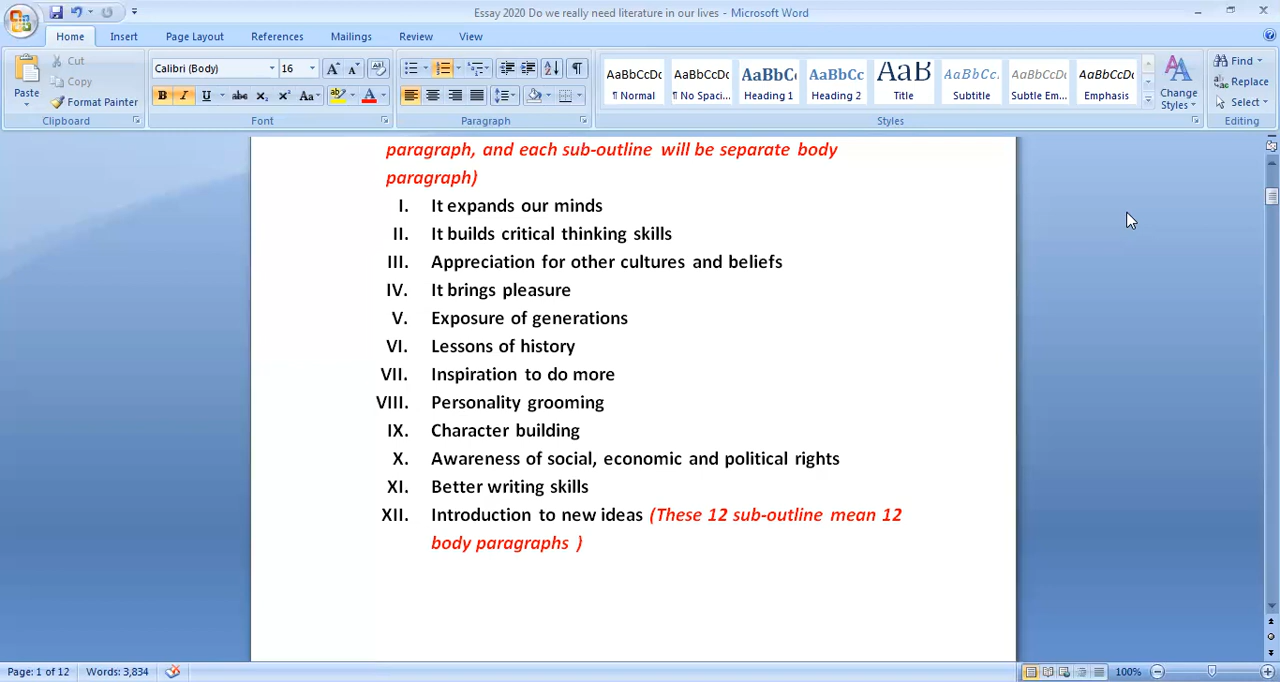 Essay 2020 Do we really need literature in our lives - Microsoft Word
Home Insert Page Layout References Mailings Review View
Paste
Cut
Copy
Format Painter
Clipboard
Calibri (Body) 16
B I U abc X₂ X² Aa
Font
Paragraph
AaBbCcDc AaBbCcDc AaBbC AaBbCc AaB AaBbCc. AaBbCcDc AaBbCcDc
¶ Normal ¶ No Spaci... Heading 1 Heading 2 Title Subtitle Subtle Em... Emphasis
Styles
Change
Styles
Find
Replace
Select
Editing
paragraph, and each sub-outline will be separate body
paragraph)
I. It expands our minds
II. It builds critical thinking skills
III. Appreciation for other cultures and beliefs
IV. It brings pleasure
V. Exposure of generations
VI. Lessons of history
VII. Inspiration to do more
VIII. Personality grooming
IX. Character building
X. Awareness of social, economic and political rights
XI. Better writing skills
XII. Introduction to new ideas (These 12 sub-outline mean 12
body paragraphs )
Page: 1 of 12 Words: 3,834 100%